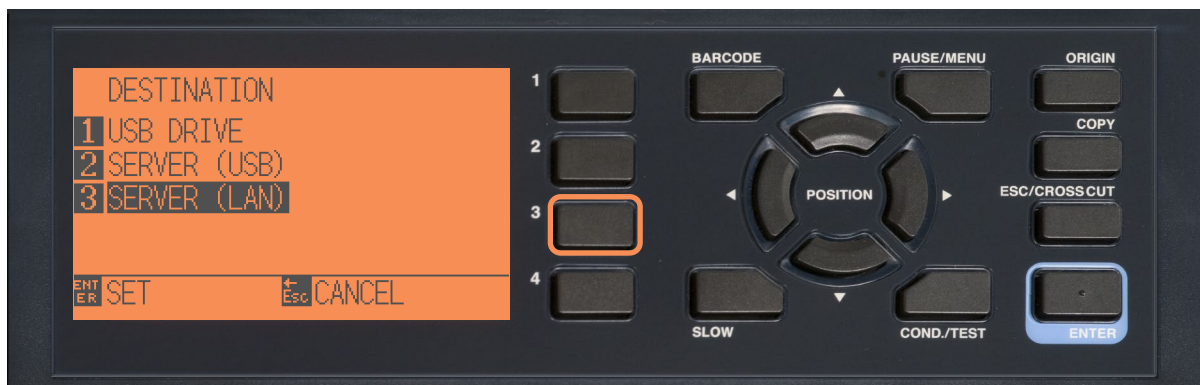 DESTINATION
1 USB DRIVE
2 SERVER (USB)
3 SERVER (LAN)
ENTER SET
Esc CANCEL
1
2
3
4
BARCODE
PAUSE/MENU
POSITION
SLOW
COND./TEST
ORIGIN
COPY
ESC/CROSS CUT
ENTER